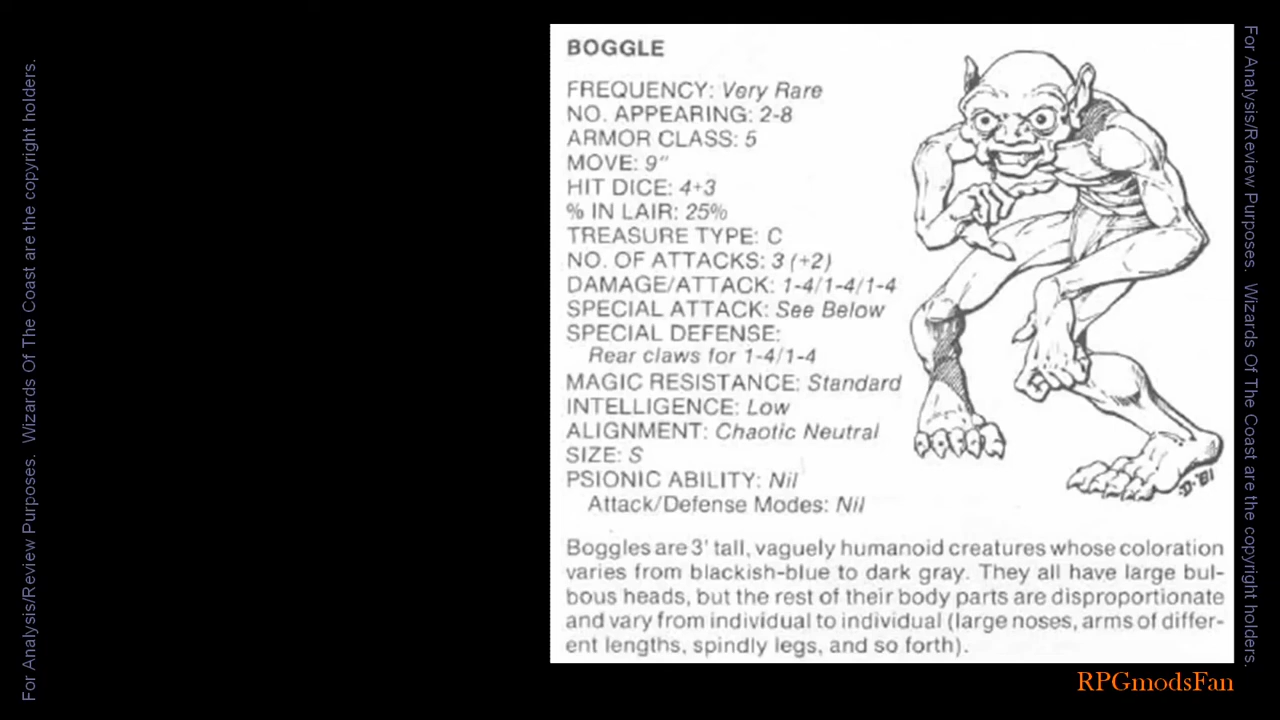 For Analysis/Review Purposes. Wizards Of The Coast are the copyright holders.
BOGGLE
FREQUENCY: Very Rare
NO. APPEARING: 2-8
ARMOR CLASS: 5
MOVE: 9"
HIT DICE: 4+3
% IN LAIR: 25%
TREASURE TYPE: C
NO. OF ATTACKS: 3 (+2)
DAMAGE/ATTACK: 1-4/1-4/1-4
SPECIAL ATTACK: See Below
SPECIAL DEFENSE:
Rear claws for 1-4/1-4
MAGIC RESISTANCE: Standard
INTELLIGENCE: Low
ALIGNMENT: Chaotic Neutral
SIZE: S
PSIONIC ABILITY: Nil
Attack/Defense Modes: Nil
Boggles are 3' tall, vaguely humanoid creatures whose coloration
varies from blackish-blue to dark gray. They all have large bul-
bous heads, but the rest of their body parts are disproportionate
and vary from individual to individual (large noses, arms of differ-
ent lengths, spindly legs, and so forth).
For Analysis/Review Purposes. Wizards Of The Coast are the copyright holders.
RPGmodsFan